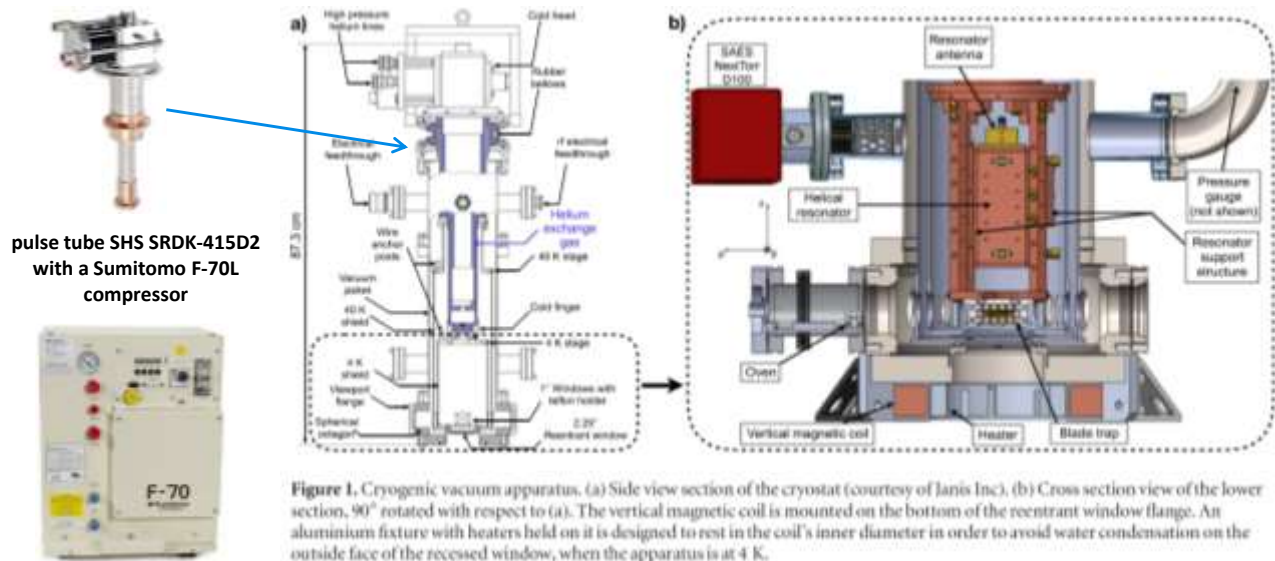 pulse tube SHS SRDK-415D2
with a Sumitomo F-70L
compressor
F-70
a)
High pressure
helium lines
Cold head
Rubber
bellows
Electrical
feedthrough
rf electrical
feedthrough
87.3 cm
Helium
exchange
gas
Wire
anchor
posts
40 K stage
Vacuum
40 K
shield
Cold finger
4 K stage
4 K
shield
Viewport
flange
1" Windows with
teflon holder
Spherical
octagon
2.25"
Reentrant window
b)
SAES
NexTorr
D100
Resonator
antenna
Helical
resonator
Pressure
gauge
(not shown)
Resonator
support
structure
Oven
Vertical magnetic coil
Heater
Blade trap
Figure 1. Cryogenic vacuum apparatus. (a) Side view section of the cryostat (courtesy of Janis Inc). (b) Cross section view of the lower
section, 90° rotated with respect to (a). The vertical magnetic coil is mounted on the bottom of the reentrant window flange. An
aluminium fixture with heaters held on it is designed to rest in the coil's inner diameter in order to avoid water condensation on the
outside face of the recessed window, when the apparatus is at 4 K.